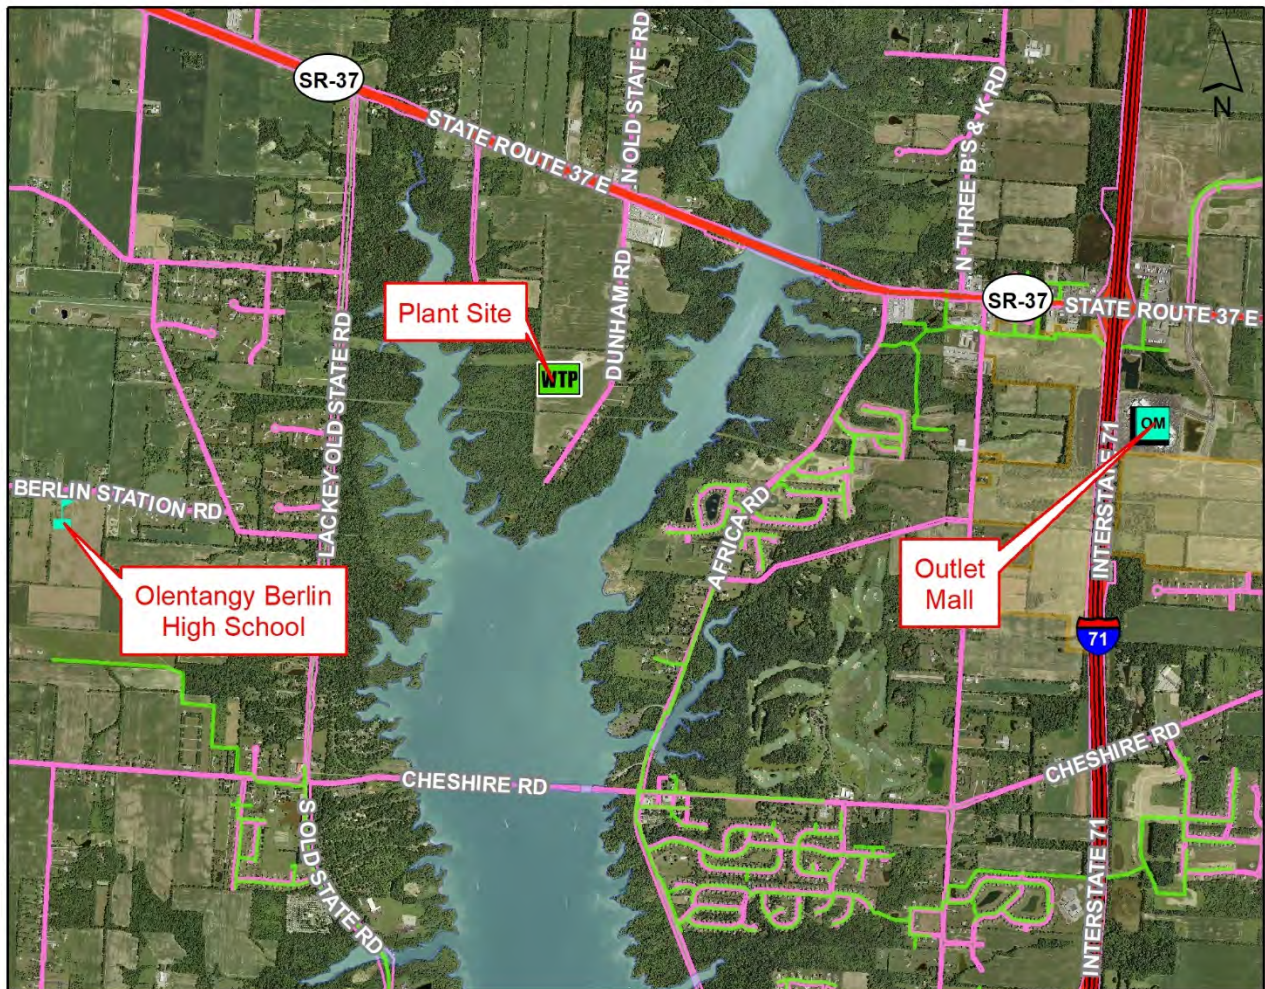 SR-37
N OLD STATE RD
N
STATE ROUTE 37 E
N THREE B'S & K RD
SR-37
STATE ROUTE 37 E
Plant Site
DUNHAM RD
WTP
LACKEY OLD STATE RD
OM
INTERSTATE 71
BERLIN STATION RD
AFRICA RD
Outlet
Mall
Olentangy Berlin
High School
71
CHESHIRE RD
CHESHIRE RD
S OLD STATE RD
INTERSTATE 71